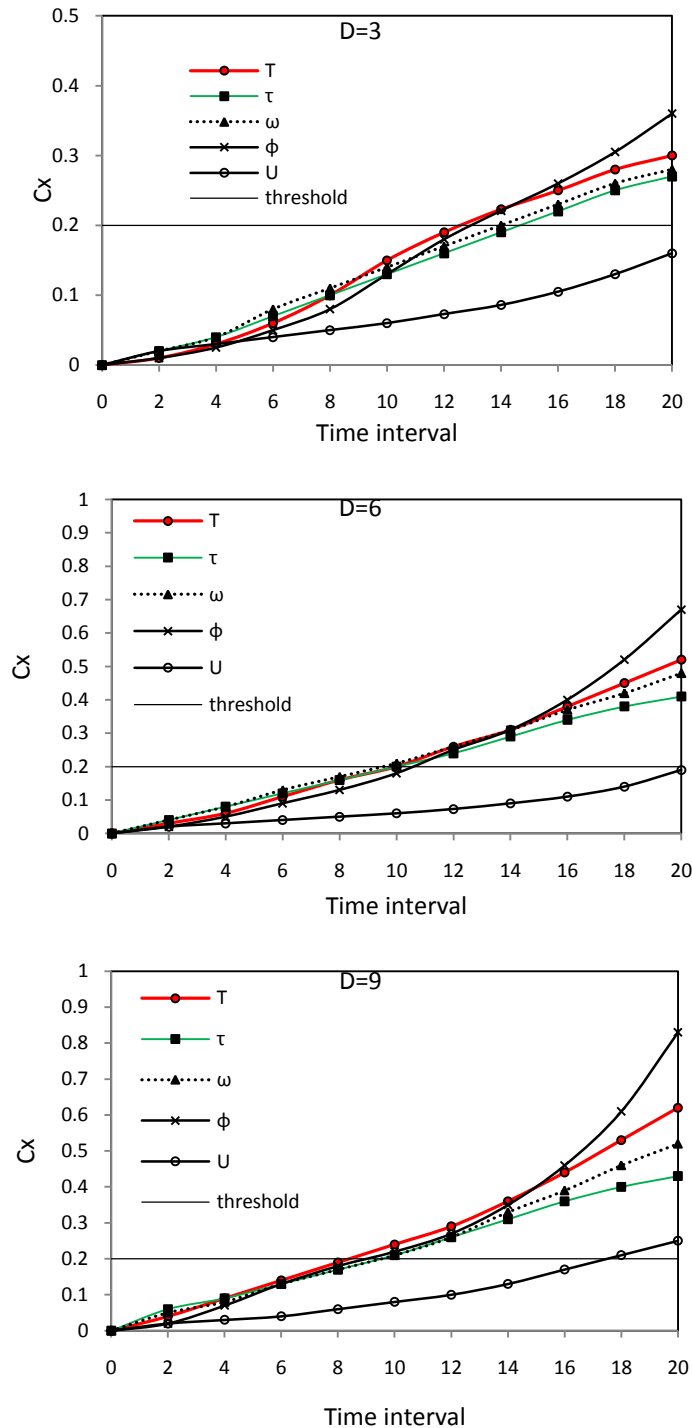 D=3
0.5
0.4
0.3
0.2
0.1
0
Cx
T
τ
ω
ϕ
U
threshold
0 2 4 6 8 10 12 14 16 18 20
Time interval
D=6
1
0.9
0.8
0.7
0.6
0.5
0.4
0.3
0.2
0.1
0
Cx
T
τ
ω
ϕ
U
threshold
0 2 4 6 8 10 12 14 16 18 20
Time interval
D=9
1
0.9
0.8
0.7
0.6
0.5
0.4
0.3
0.2
0.1
0
Cx
T
τ
ω
ϕ
U
threshold
0 2 4 6 8 10 12 14 16 18 20
Time interval